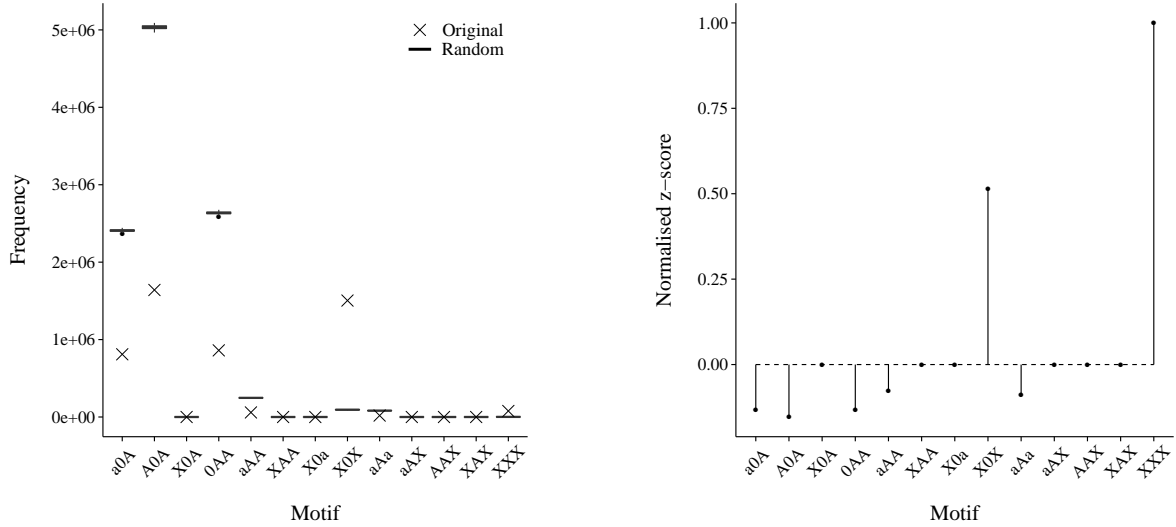 Original
Random
Frequency
5e+06
4e+06
3e+06
2e+06
1e+06
0e+00
a0A
A0A
X0A
0AA
aAA
XAA
X0a
X0X
aAa
aAX
AAX
XAX
XXX
Motif
Normalised z−score
1.00
0.75
0.50
0.25
0.00
a0A
A0A
X0A
0AA
aAA
XAA
X0a
X0X
aAa
aAX
AAX
XAX
XXX
Motif